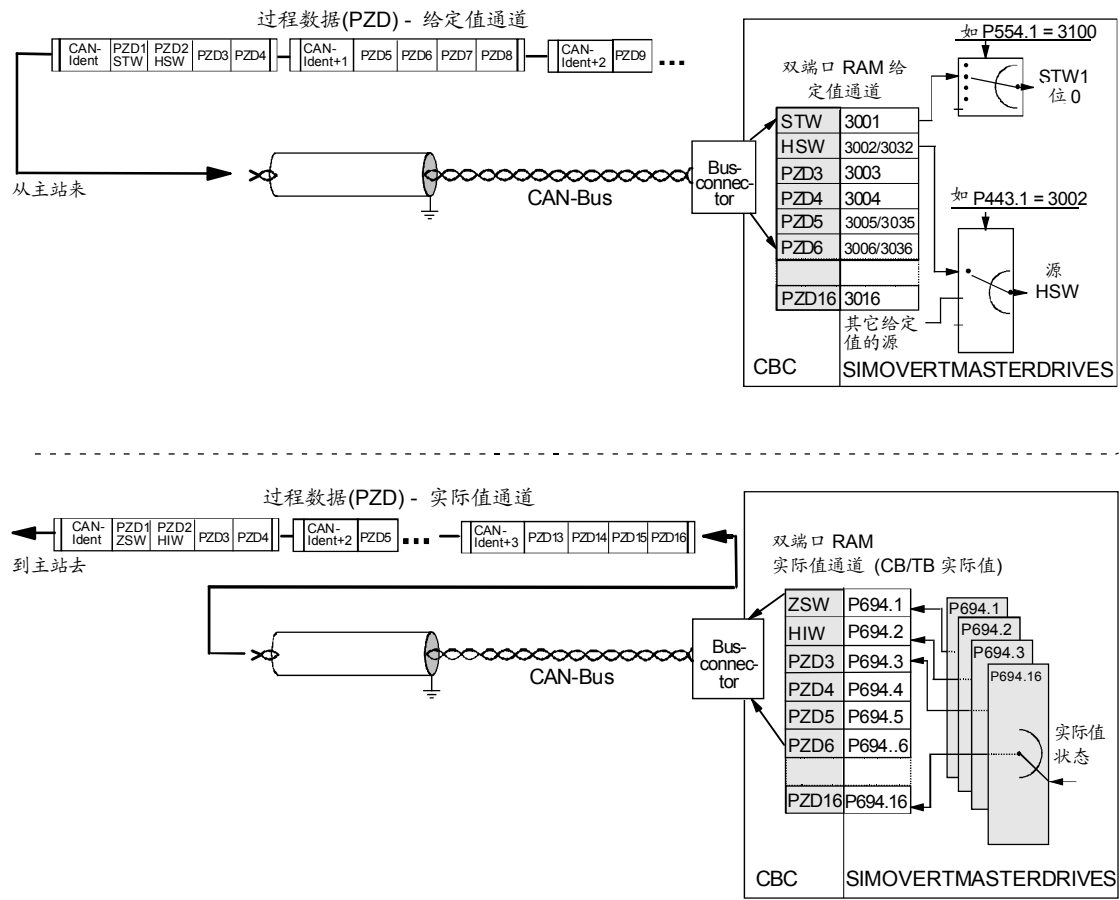 过程数据(PZD) - 给定值通道
CAN-Ident PZD1 STW PZD2 HSW PZD3 PZD4 CAN-Ident+1 PZD5 PZD6 PZD7 PZD8 CAN-Ident+2 PZD9 ...
从主站来
CAN-Bus
Bus-
connec-
tor
双端口 RAM 给
定值通道
STW 3001
HSW 3002/3032
PZD3 3003
PZD4 3004
PZD5 3005/3035
PZD6 3006/3036
PZD16 3016
其它给定
值的源
如 P554.1 = 3100
STW1
位 0
如 P443.1 = 3002
源
HSW
CBC SIMOVERTMASTERDRIVES
过程数据(PZD) - 实际值通道
CAN-Ident PZD1 ZSW PZD2 HIW PZD3 PZD4 CAN-Ident+2 PZD5 ... CAN-Ident+3 PZD13 PZD14 PZD15 PZD16
到主站去
CAN-Bus
Bus-
connec-
tor
双端口 RAM
实际值通道 (CB/TB 实际值)
ZSW P694.1
HIW P694.2
PZD3 P694.3
PZD4 P694.4
PZD5 P694.5
PZD6 P694..6
PZD16 P694.16
P694.1
P694.2
P694.3
P694.16
实际值
状态
CBC SIMOVERTMASTERDRIVES